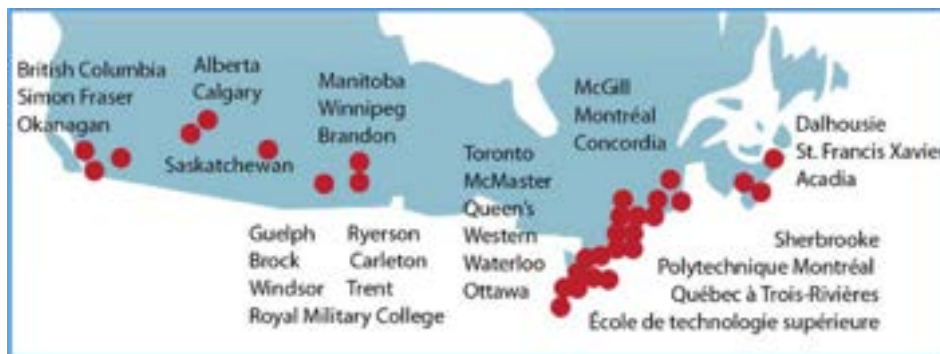 British Columbia
Simon Fraser
Okanagan
Alberta
Calgary
Saskatchewan
Manitoba
Winnipeg
Brandon
Toronto
McMaster
Queen's
Western
Waterloo
Ottawa
McGill
Montréal
Concordia
Dalhousie
St. Francis Xavier
Acadia
Guelph Ryerson
Brock Carleton
Windsor Trent
Royal Military College
Sherbrooke
Polytechnique Montréal
Québec à Trois-Rivières
École de technologie supérieure